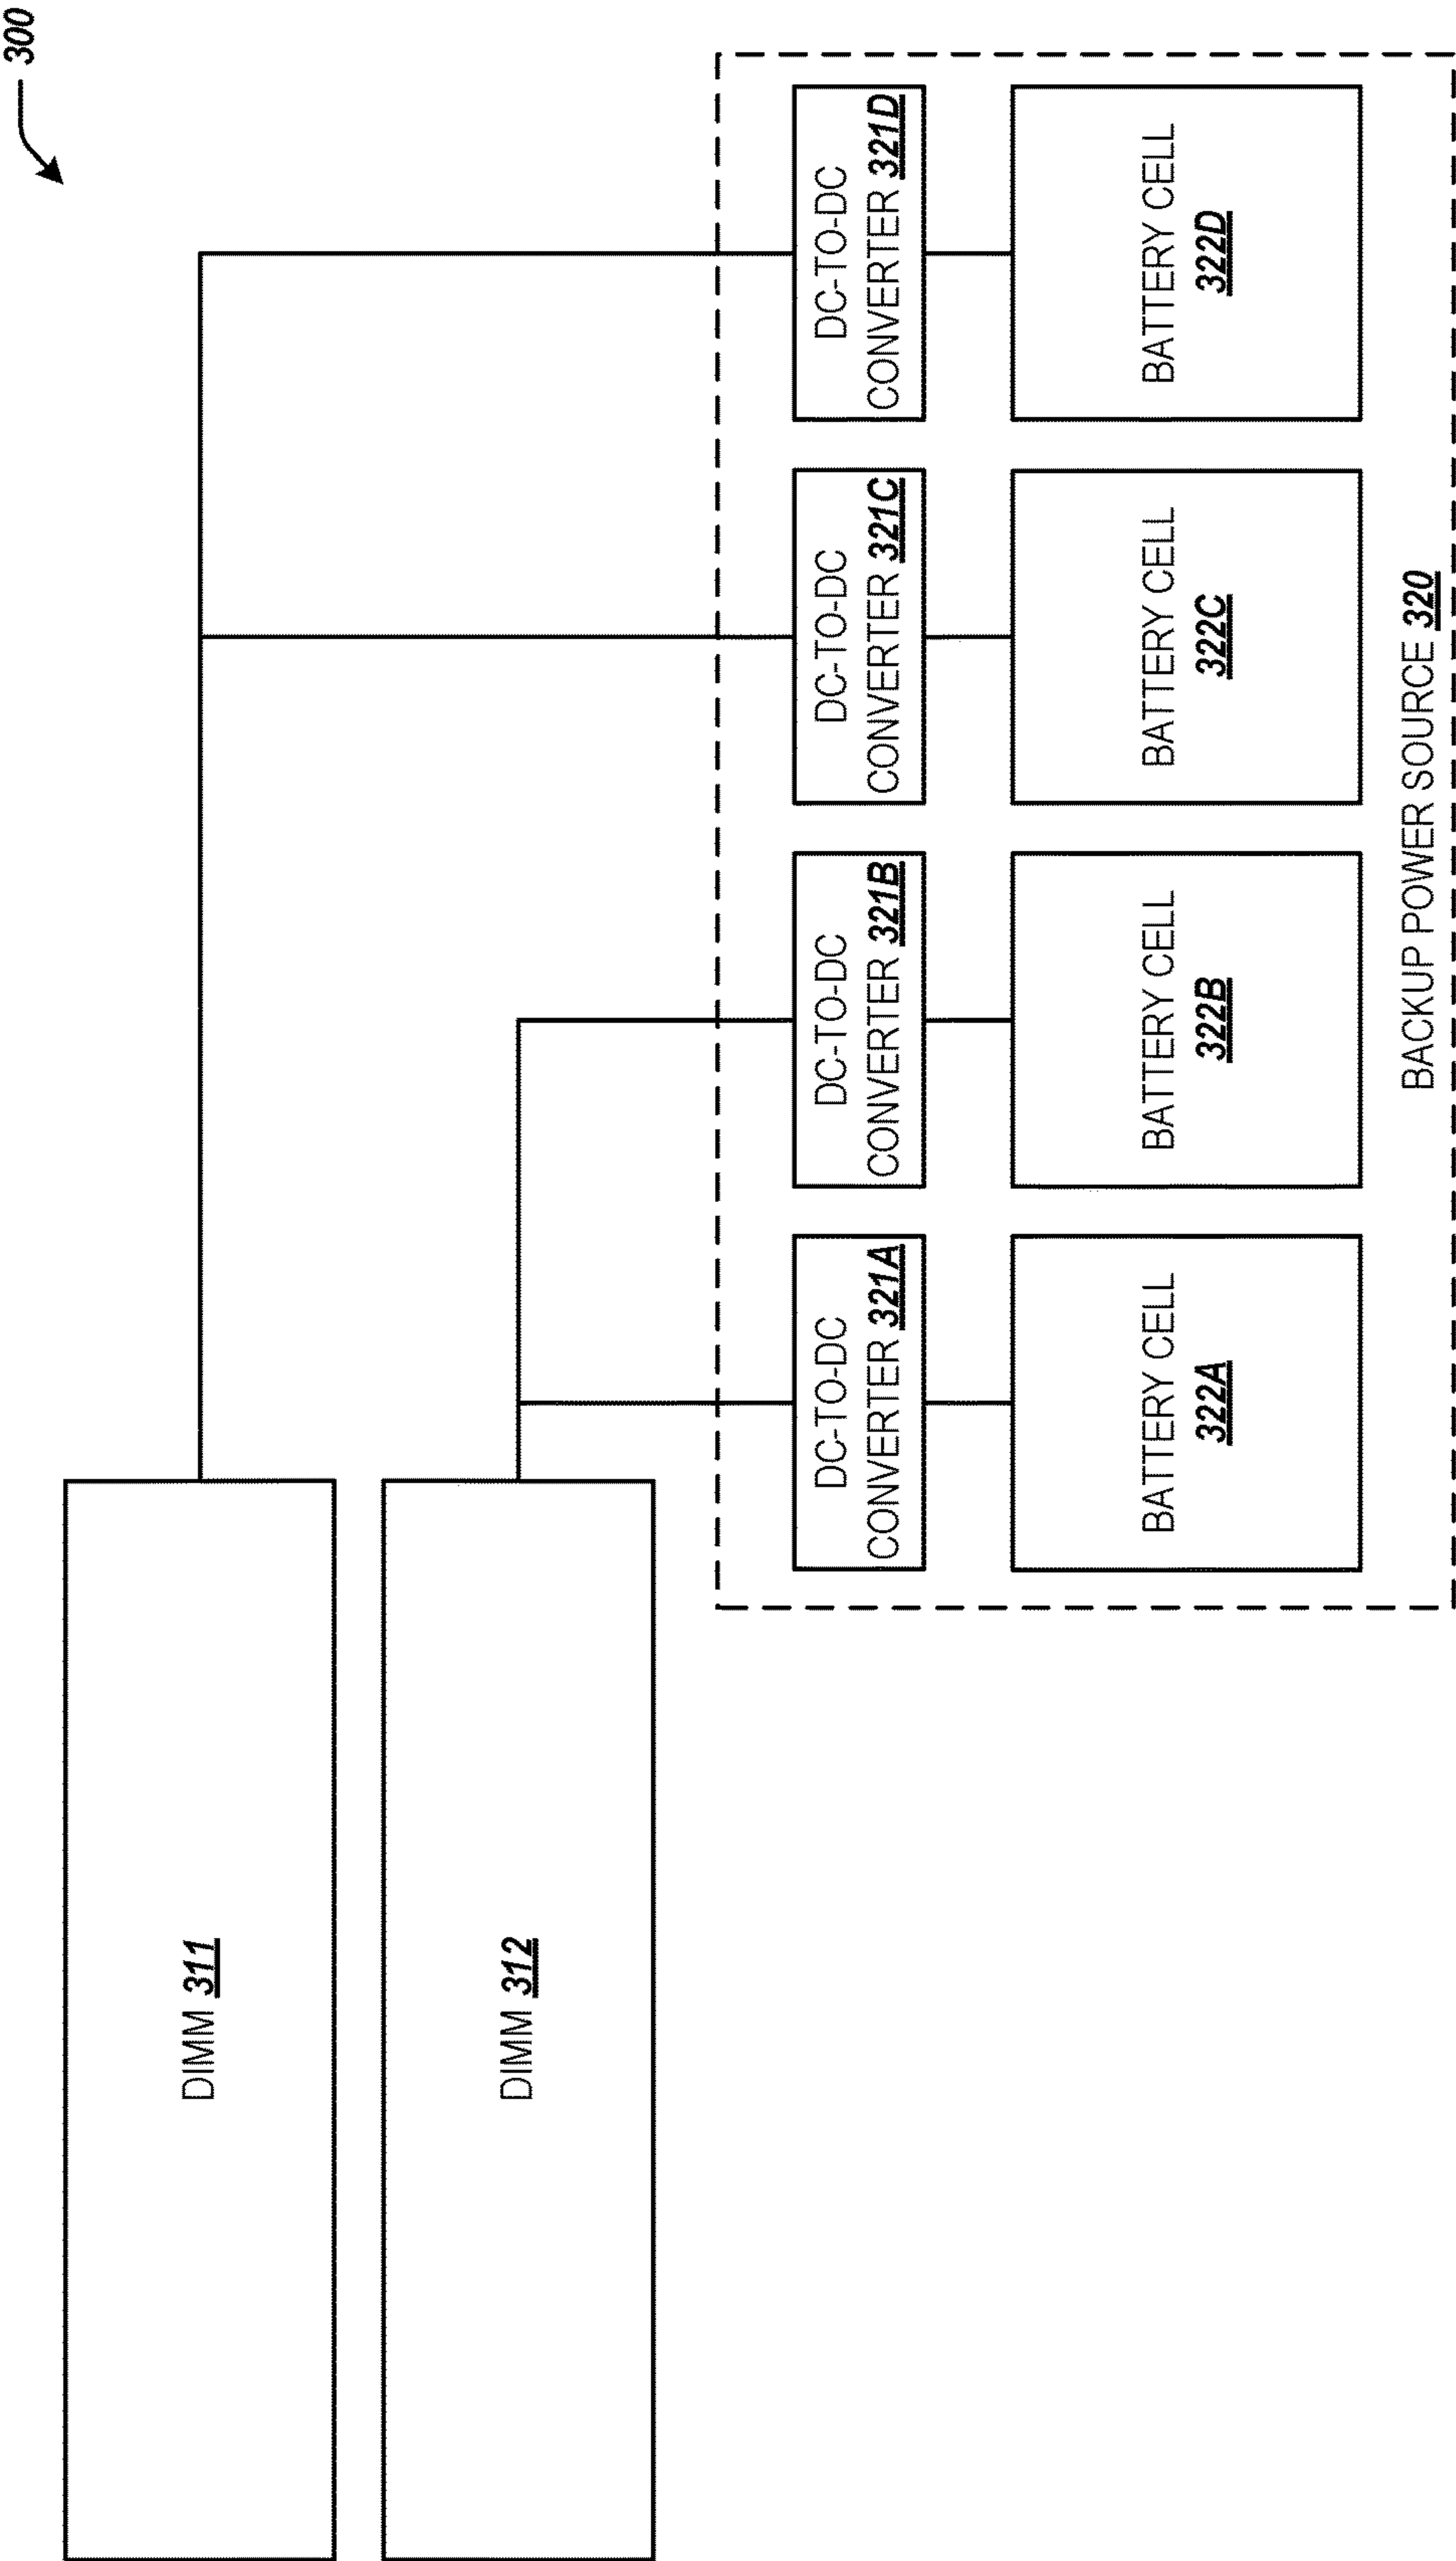 300
DIMM 311
DIMM 312
DC-TO-DC
CONVERTER 321A
DC-TO-DC
CONVERTER 321B
DC-TO-DC
CONVERTER 321C
DC-TO-DC
CONVERTER 321D
BATTERY CELL
322A
BATTERY CELL
322B
BATTERY CELL
322C
BATTERY CELL
322D
BACKUP POWER SOURCE 320